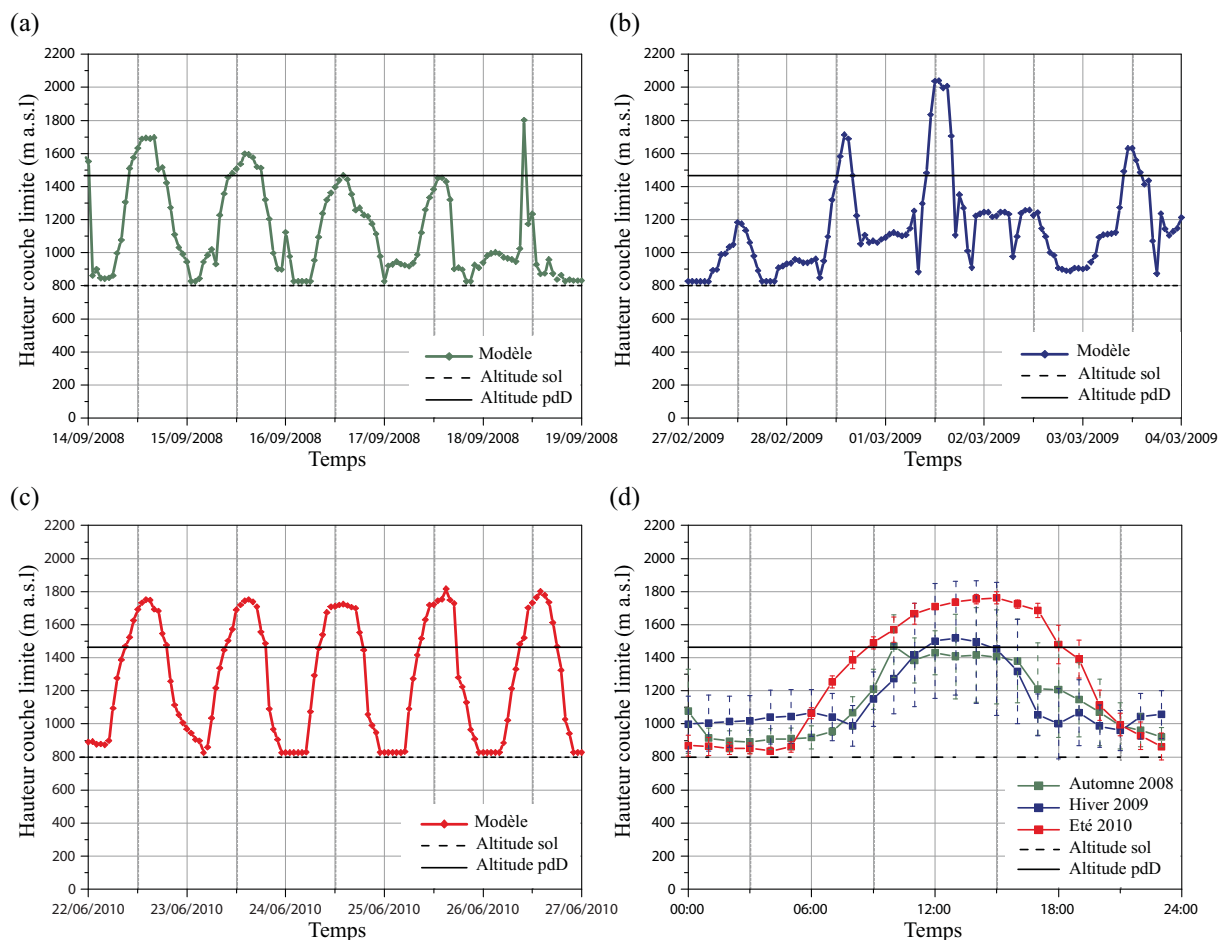 (a)
Hauteur couche limite (m a.s.l)
2200
2000
1800
1600
1400
1200
1000
800
600
400
200
0
Modèle
Altitude sol
Altitude pdD
14/09/2008 15/09/2008 16/09/2008 17/09/2008 18/09/2008 19/09/2008
Temps
(b)
Hauteur couche limite (m a.s.l)
2200
2000
1800
1600
1400
1200
1000
800
600
400
200
0
Modèle
Altitude sol
Altitude pdD
27/02/2009 28/02/2009 01/03/2009 02/03/2009 03/03/2009 04/03/2009
Temps
(c)
Hauteur couche limite (m a.s.l)
2200
2000
1800
1600
1400
1200
1000
800
600
400
200
0
Modèle
Altitude sol
Altitude pdD
22/06/2010 23/06/2010 24/06/2010 25/06/2010 26/06/2010 27/06/2010
Temps
(d)
Hauteur couche limite (m a.s.l)
2200
2000
1800
1600
1400
1200
1000
800
600
400
200
0
Automne 2008
Hiver 2009
Eté 2010
Altitude sol
Altitude pdD
00:00 06:00 12:00 18:00 24:00
Temps